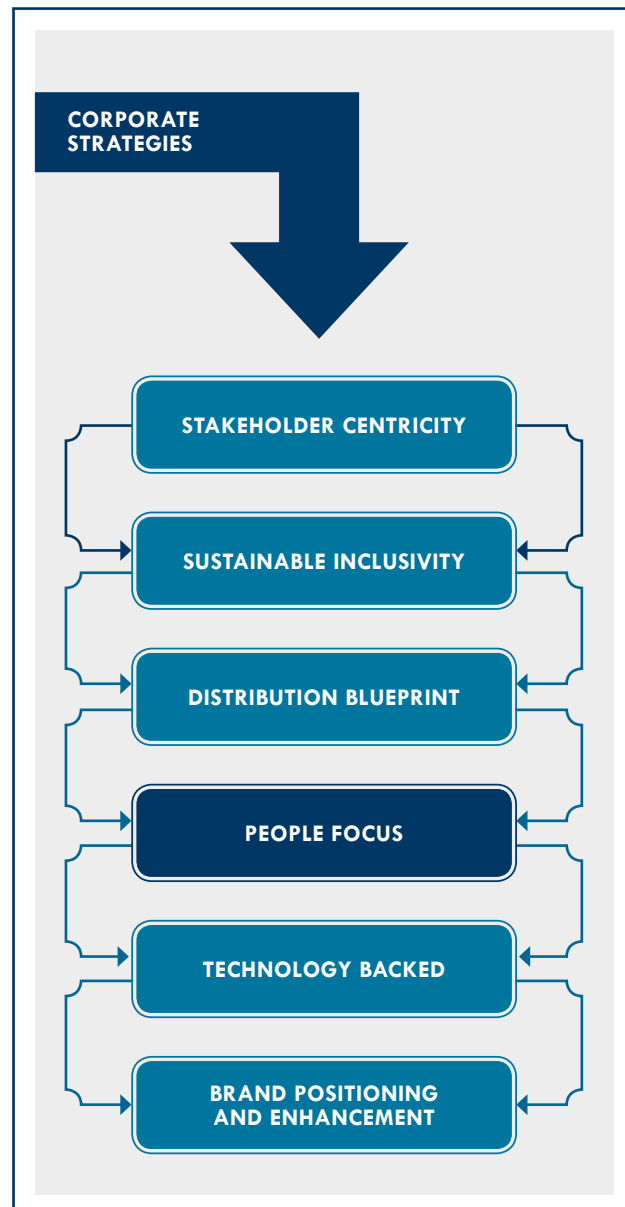 CORPORATE
STRATEGIES
STAKEHOLDER CENTRICITY
SUSTAINABLE INCLUSIVITY
DISTRIBUTION BLUEPRINT
PEOPLE FOCUS
TECHNOLOGY BACKED
BRAND POSITIONING
AND ENHANCEMENT